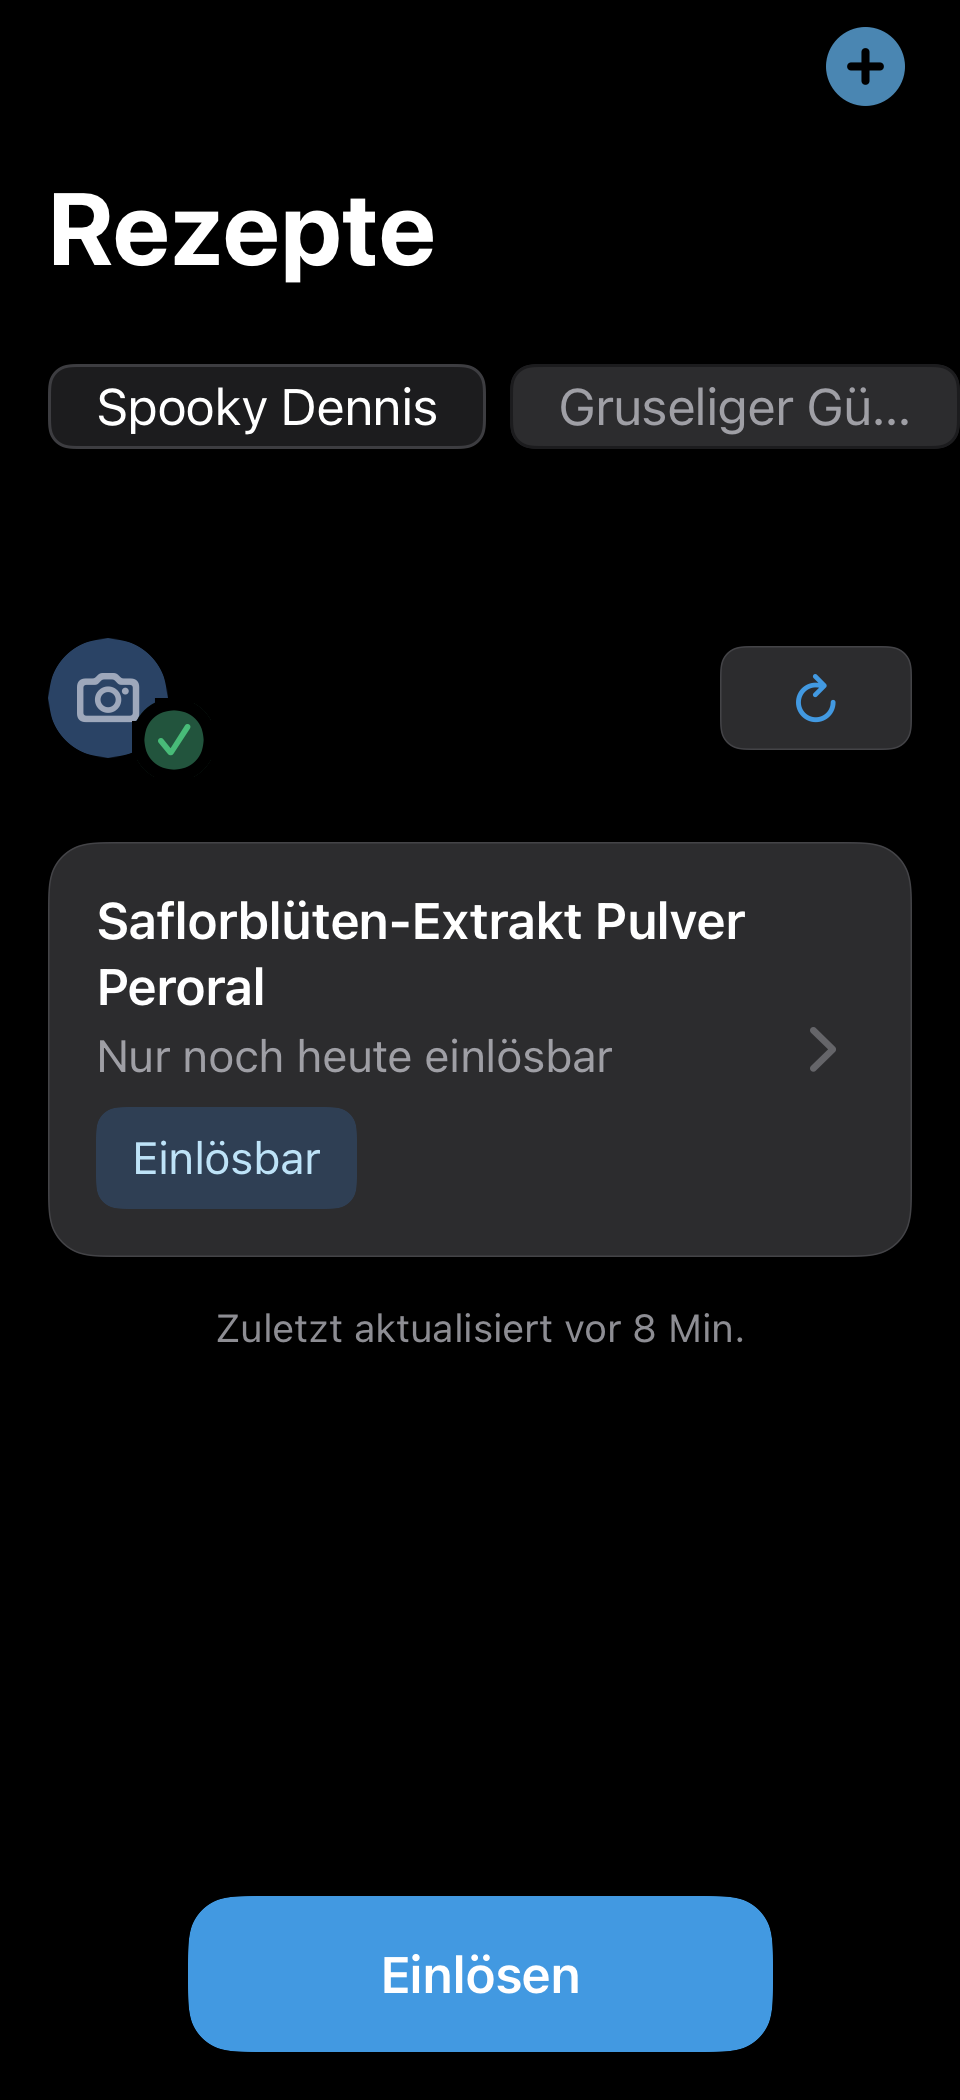 Rezepte
Spooky Dennis
Gruseliger Gü...
Saflorblüten-Extrakt Pulver
Peroral
Nur noch heute einlösbar
Einlösbar
Zuletzt aktualisiert vor 8 Min.
Einlösen